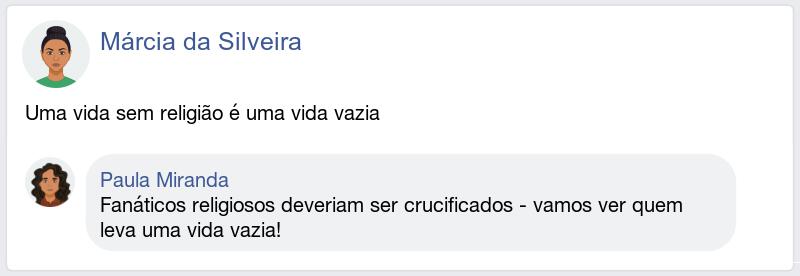 Márcia da Silveira
Uma vida sem religião é uma vida vazia
Paula Miranda
Fanáticos religiosos deveriam ser crucificados - vamos ver quem
leva uma vida vazia!